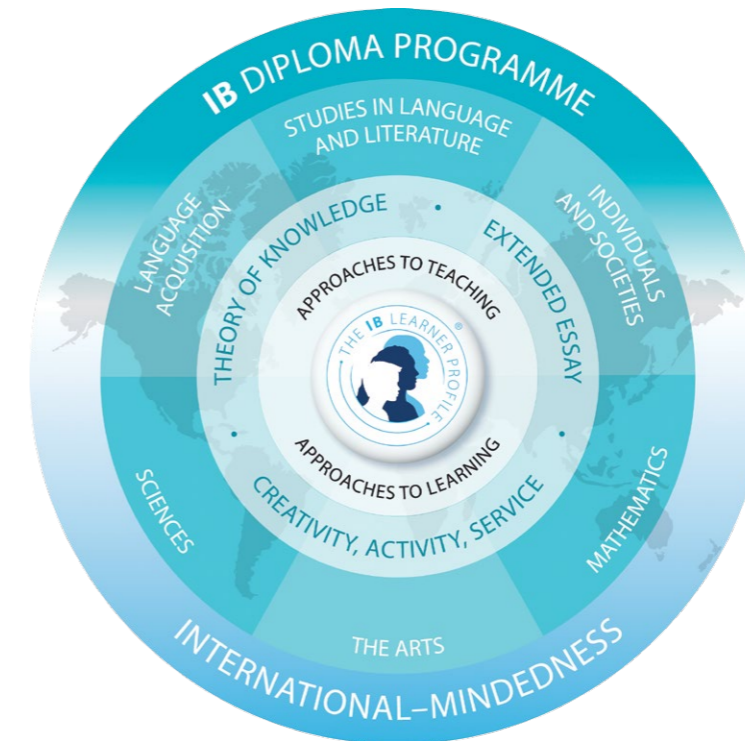 IB DIPLOMA PROGRAMME
STUDIES IN LANGUAGE
AND LITERATURE
LANGUAGE
ACQUISITION
INDIVIDUALS
AND SOCIETIES
THEORY OF KNOWLEDGE
•
EXTENDED ESSAY
•
CREATIVITY, ACTIVITY, SERVICE
•
APPROACHES TO TEACHING
THE IB LEARNER PROFILE ®
APPROACHES TO LEARNING
SCIENCES
MATHEMATICS
THE ARTS
INTERNATIONAL–MINDEDNESS